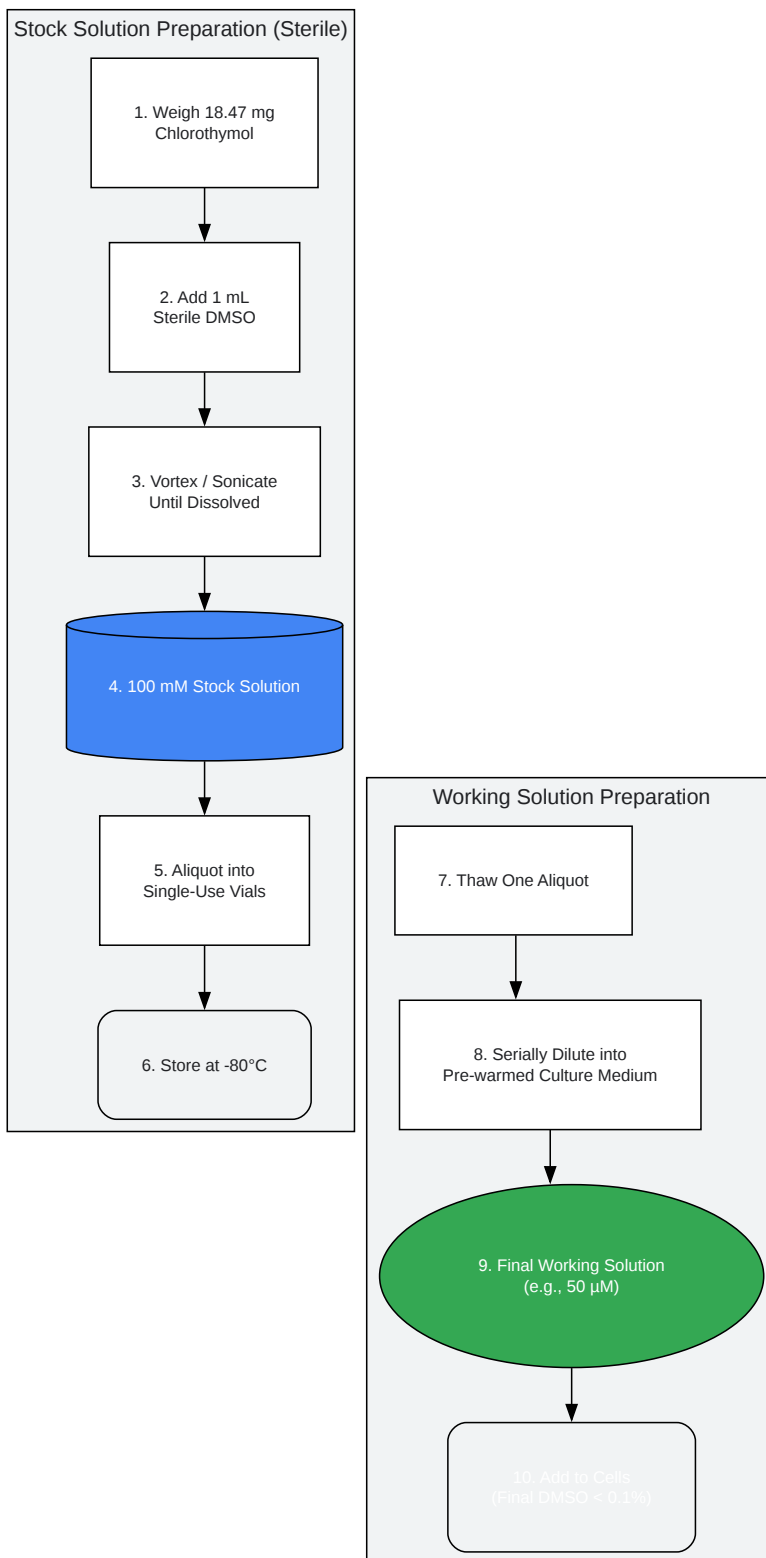 Stock Solution Preparation (Sterile)
1. Weigh 18.47 mg
Chlorothymol
2. Add 1 mL
Sterile DMSO
3. Vortex / Sonicate
Until Dissolved
4. 100 mM Stock Solution
5. Aliquot into
Single-Use Vials
6. Store at -80°C
Working Solution Preparation
7. Thaw One Aliquot
8. Serially Dilute into
Pre-warmed Culture Medium
9. Final Working Solution
(e.g., 50 µM)
10. Add to Cells
(Final DMSO < 0.1%)